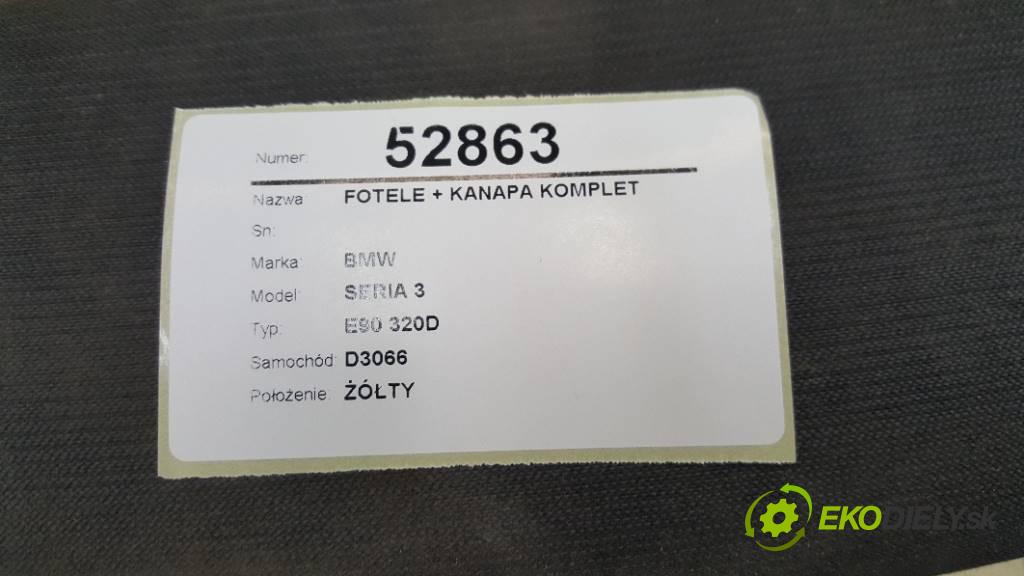 Numer: 52863
Nazwa FOTELE + KANAPA KOMPLET
Sn:
Marka: BMW
Model: SERIA 3
Typ: E90 320D
Samochód: D3066
Położenie: ŻÓŁTY
EKODIELY.sk